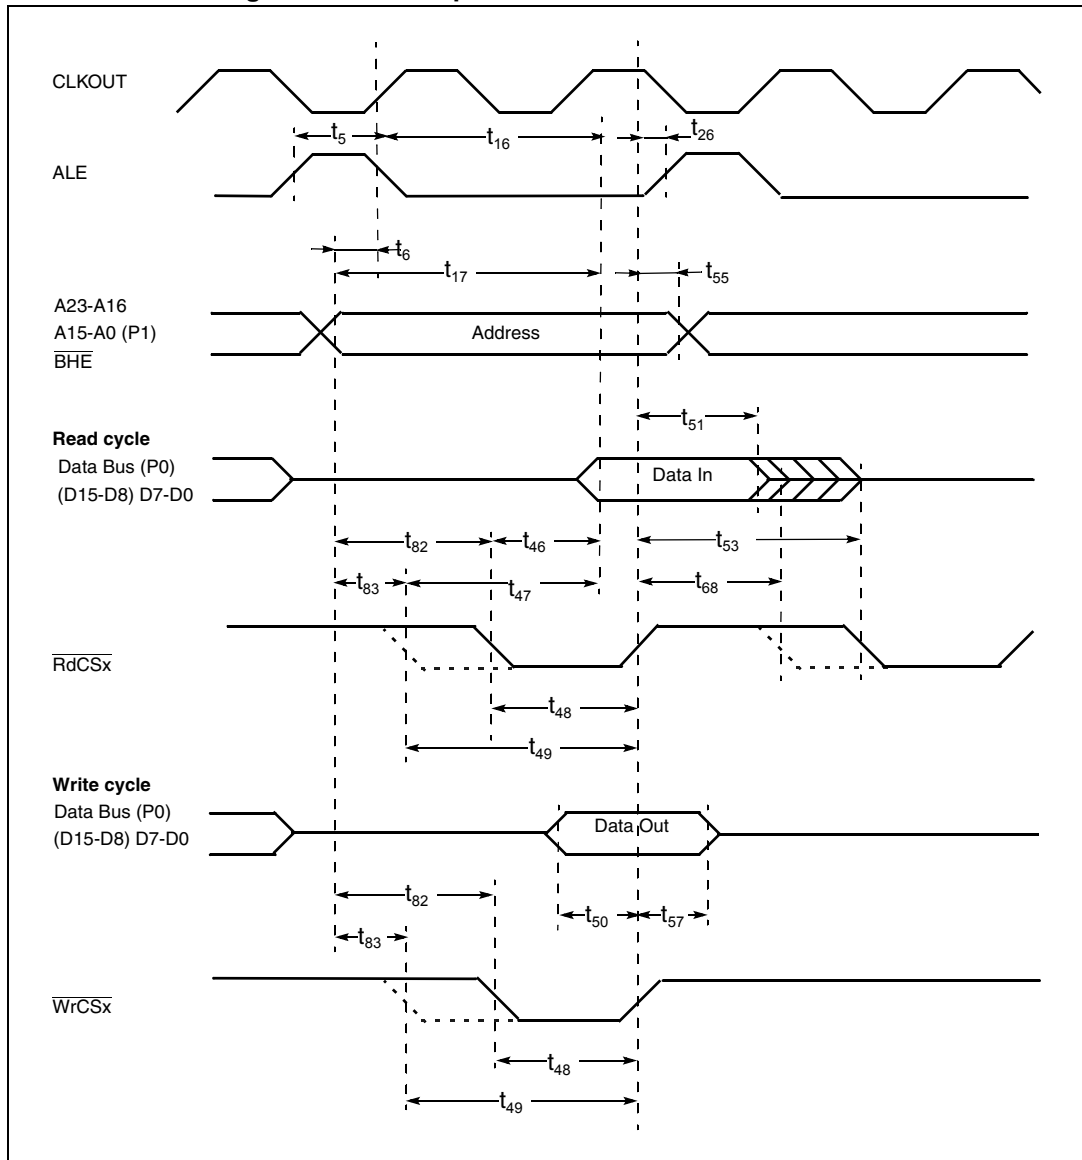 CLKOUT
t5
t16
t26
ALE
t6
t17
t55
A23-A16
A15-A0 (P1)
Address
BHE
t51
Read cycle
Data Bus (P0)
Data In
(D15-D8) D7-D0
t82
t46
t53
t83
t47
t68
RdCSx
t48
t49
Write cycle
Data Bus (P0)
Data Out
(D15-D8) D7-D0
t82
t50
t57
t83
WrCSx
t48
t49